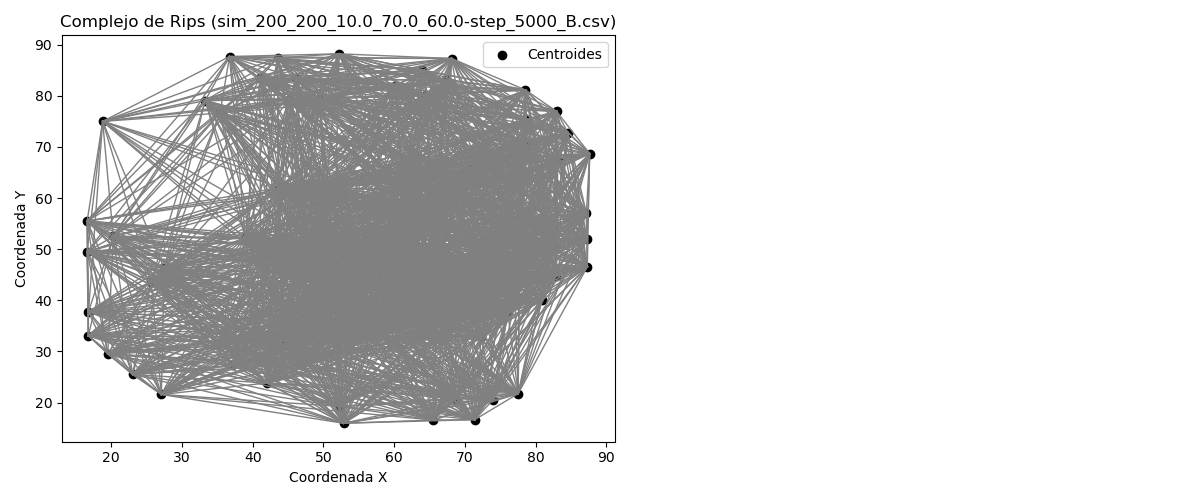 Complejo de Rips (sim_200_200_10.0_70.0_60.0-step_5000_B.csv)
Centroides
90
80
70
60
50
40
30
20
Coordenada Y
20 30 40 50 60 70 80 90
Coordenada X